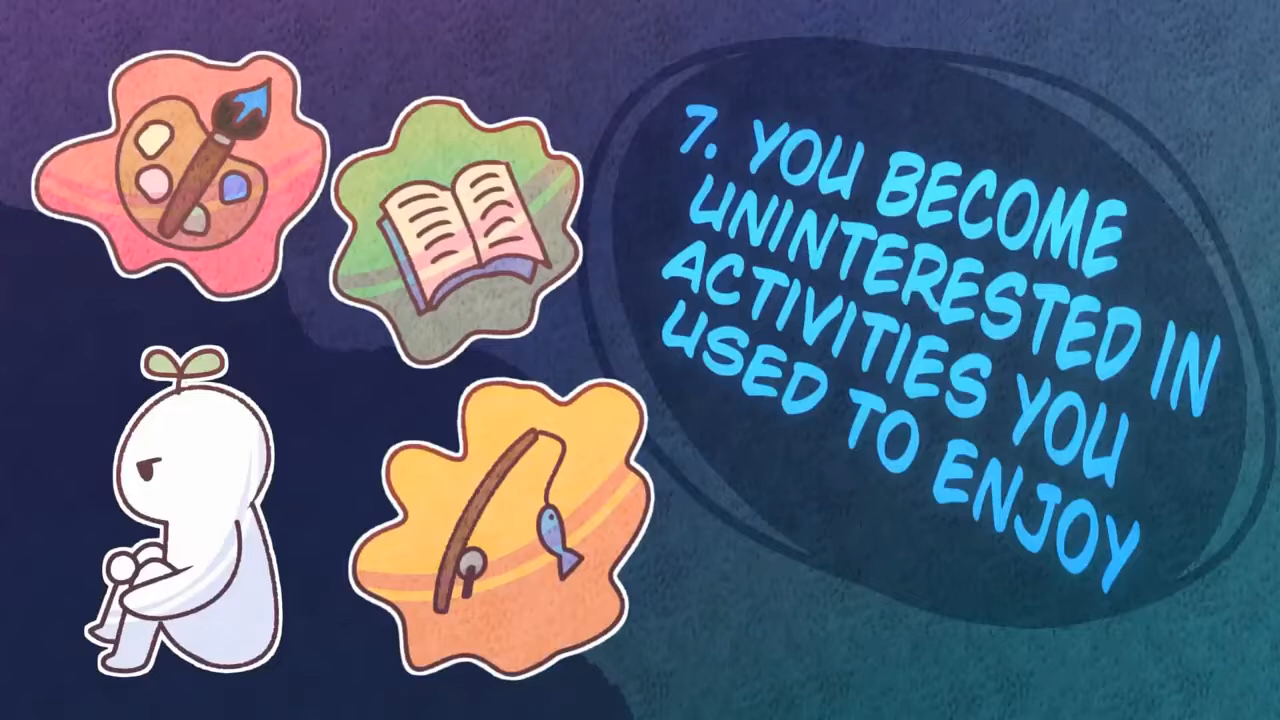 7. YOU BECOME
UNINTERESTED IN
ACTIVITIES YOU
USED TO ENJOY